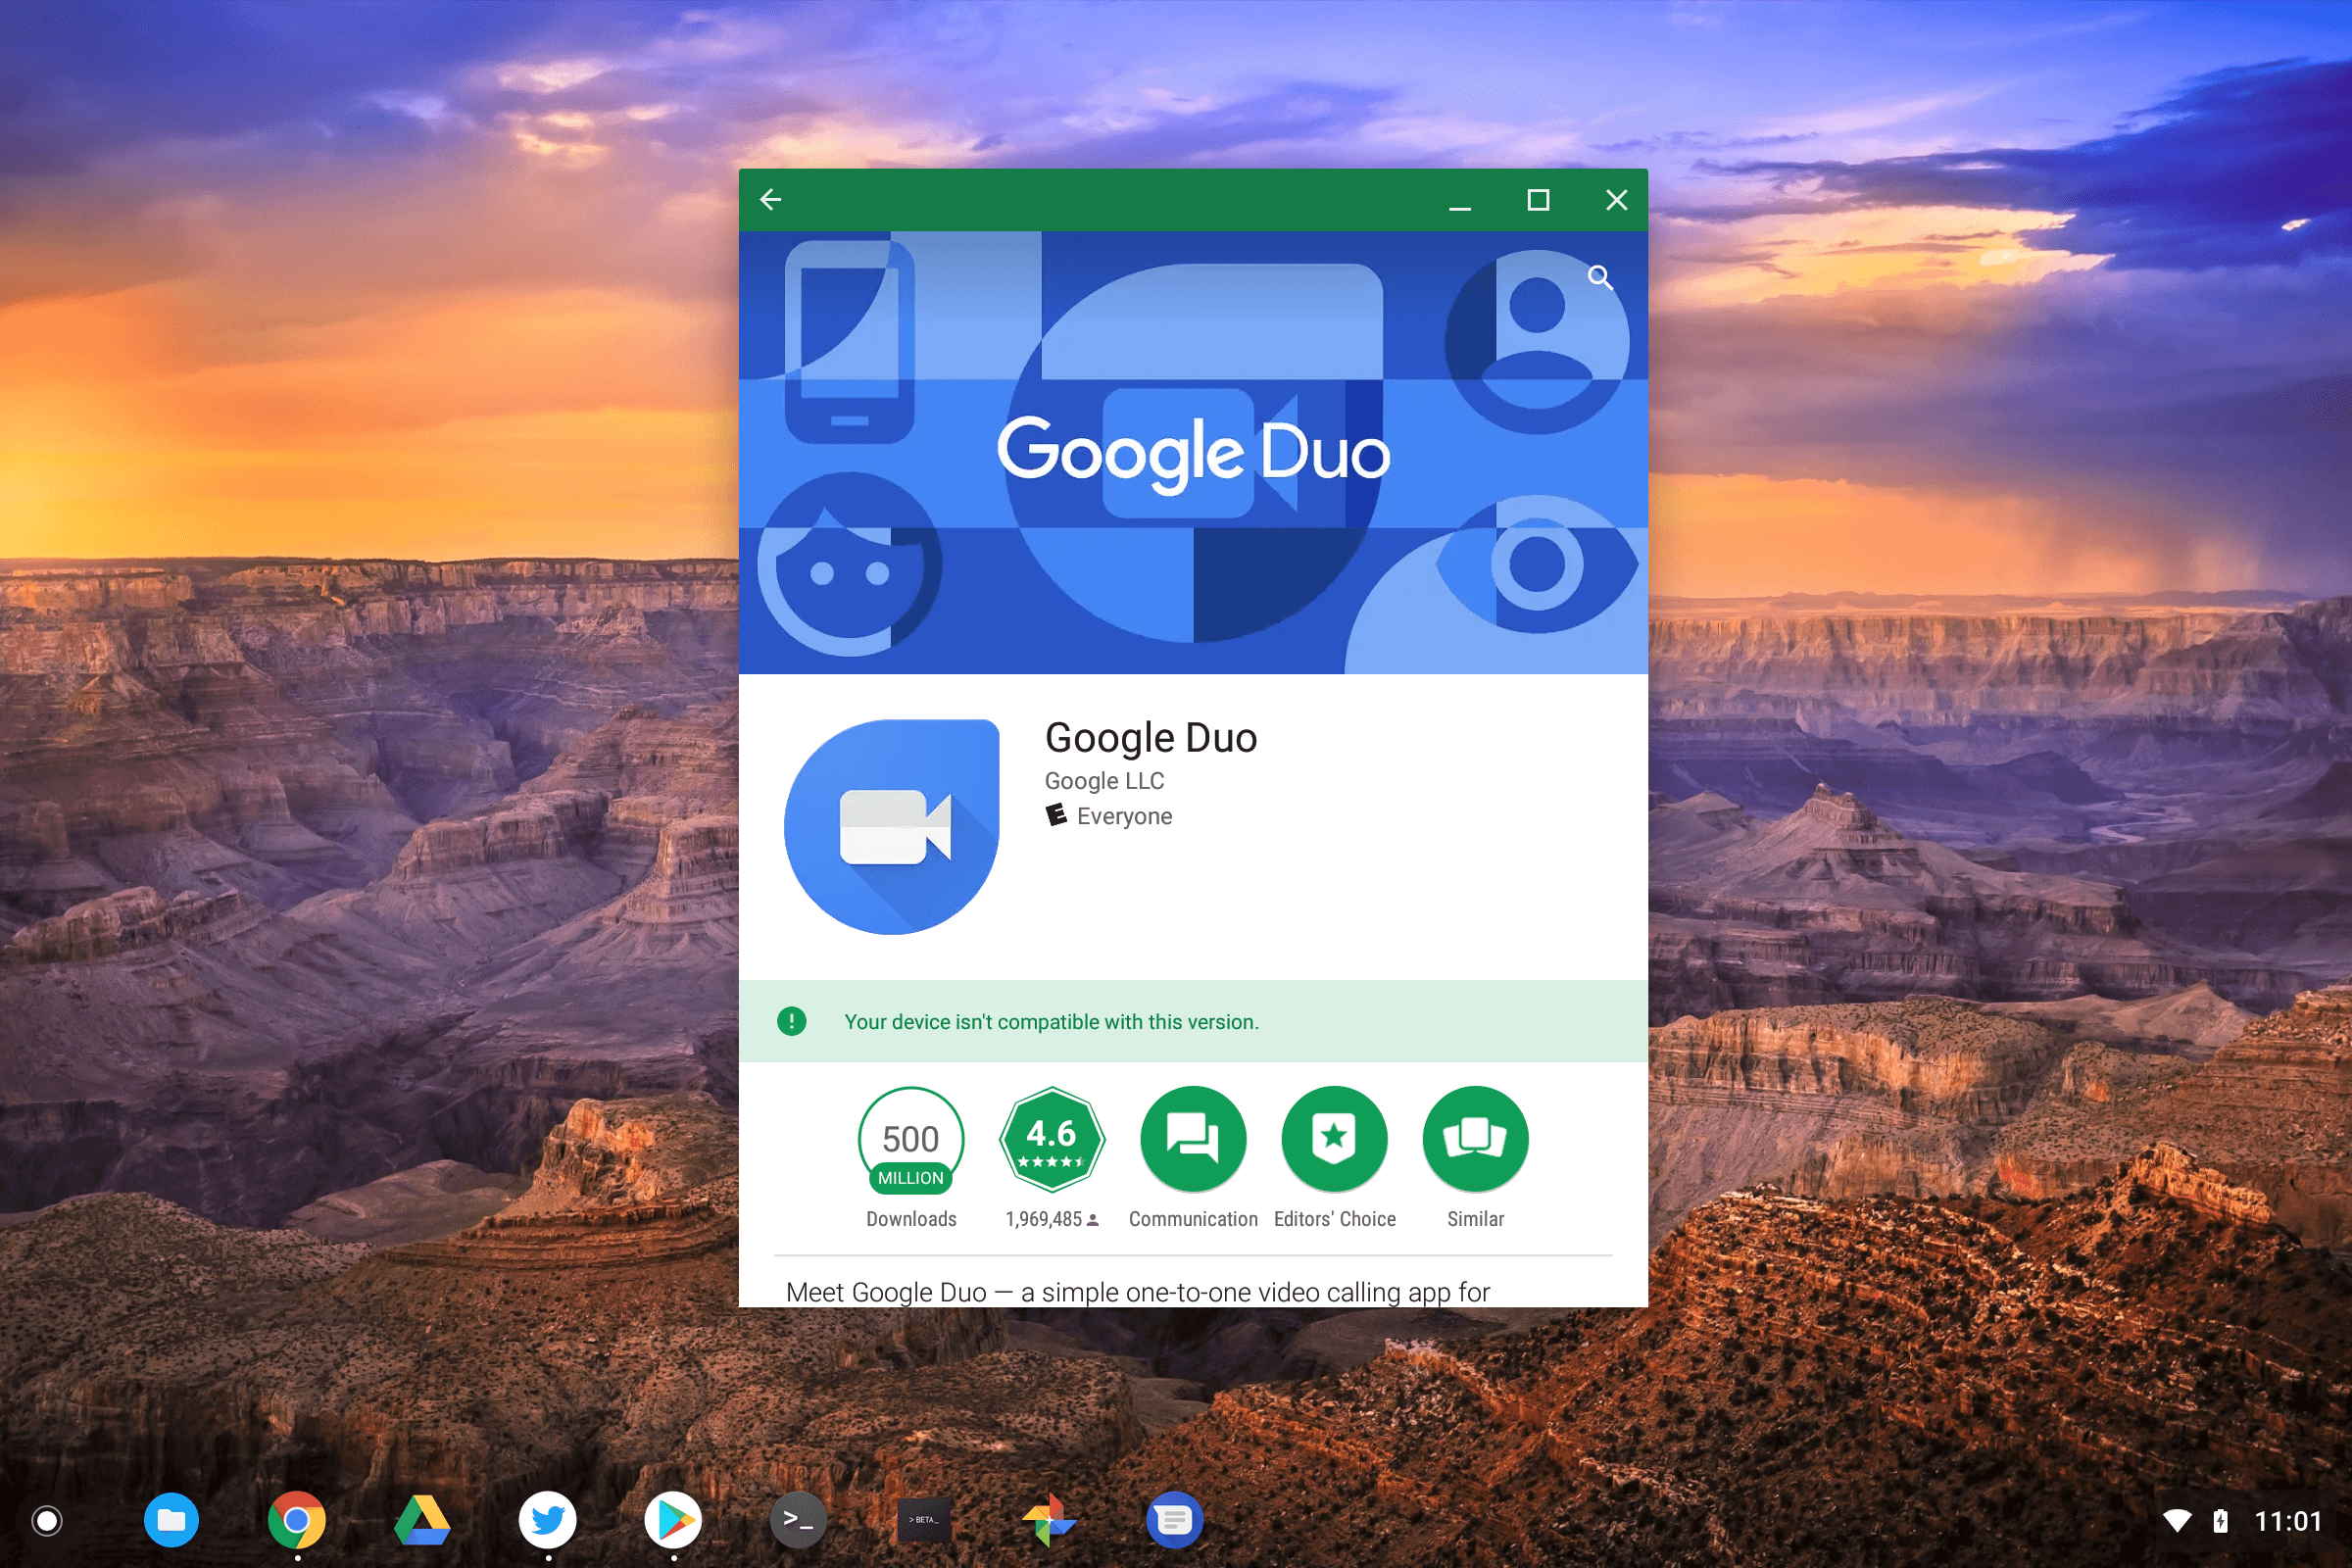 Google Duo
Google Duo
Google LLC
E Everyone
Your device isn't compatible with this version.
500
MILLION
Downloads
4.6
1,969,485
Communication
Editors' Choice
Similar
Meet Google Duo — a simple one-to-one video calling app for
>_
> BETA_
11:01